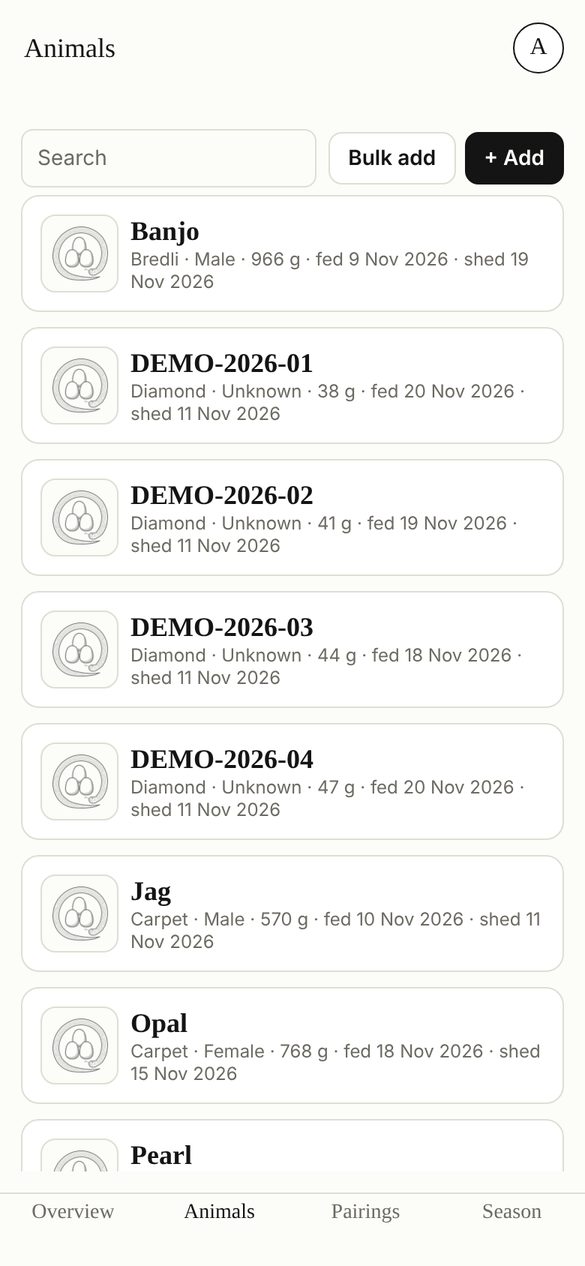 Animals
A
Search
Bulk add
+ Add
Banjo
Bredli · Male · 966 g · fed 9 Nov 2026 · shed 19
Nov 2026
DEMO-2026-01
Diamond · Unknown · 38 g · fed 20 Nov 2026 ·
shed 11 Nov 2026
DEMO-2026-02
Diamond · Unknown · 41 g · fed 19 Nov 2026 ·
shed 11 Nov 2026
DEMO-2026-03
Diamond · Unknown · 44 g · fed 18 Nov 2026 ·
shed 11 Nov 2026
DEMO-2026-04
Diamond · Unknown · 47 g · fed 20 Nov 2026 ·
shed 11 Nov 2026
Jag
Carpet · Male · 570 g · fed 10 Nov 2026 · shed 11
Nov 2026
Opal
Carpet · Female · 768 g · fed 18 Nov 2026 · shed
15 Nov 2026
Pearl
Overview
Animals
Pairings
Season